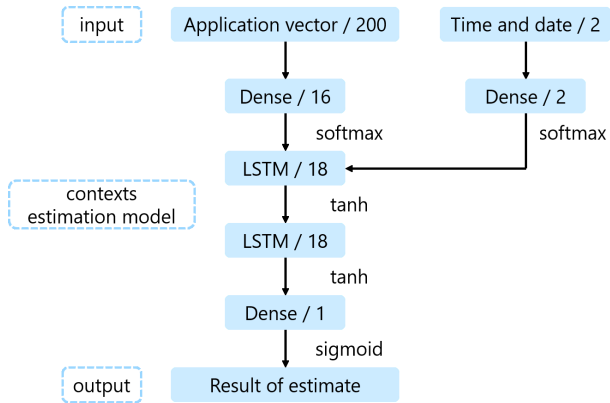 input
Application vector / 200
Time and date / 2
Dense / 16
Dense / 2
softmax
softmax
LSTM / 18
contexts
estimation model
tanh
LSTM / 18
tanh
Dense / 1
sigmoid
output
Result of estimate